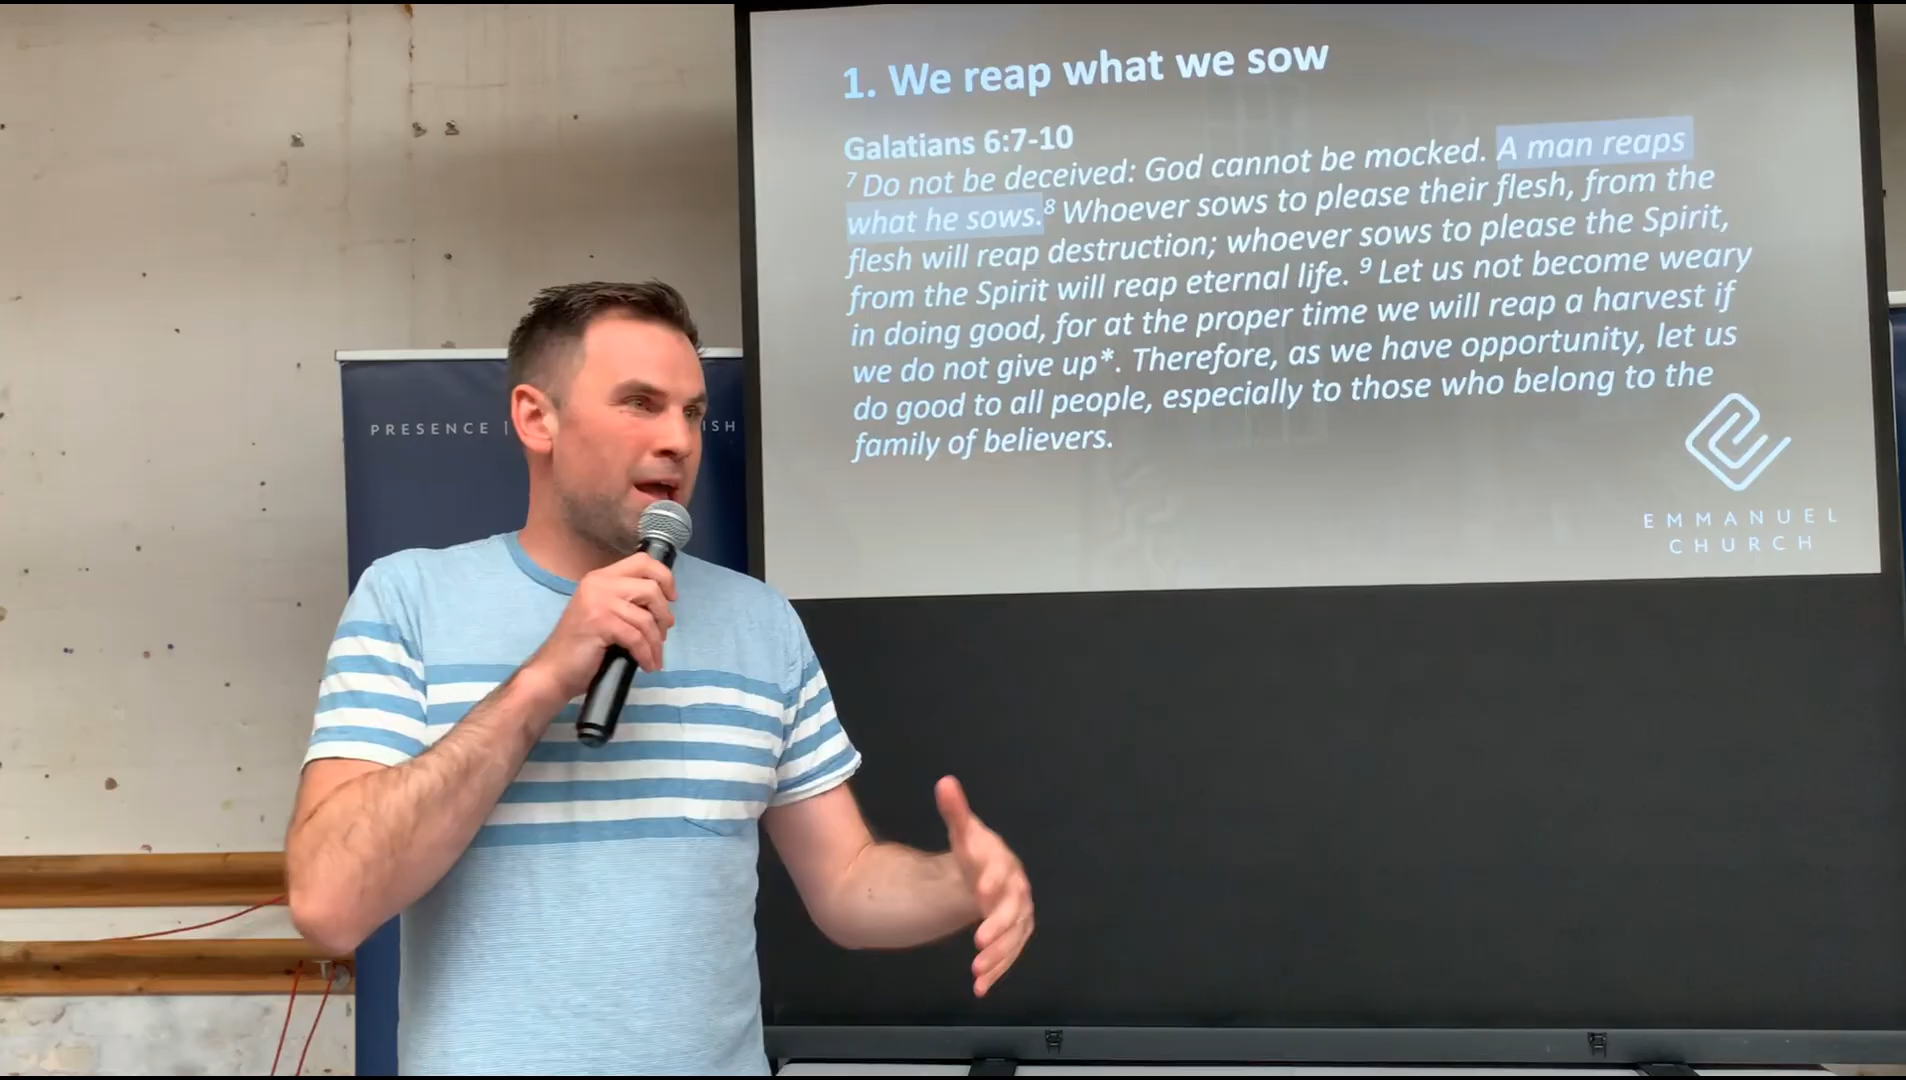 1. We reap what we sow
Galatians 6:7-10
7 Do not be deceived: God cannot be mocked. A man reaps
what he sows.8 Whoever sows to please their flesh, from the
flesh will reap destruction; whoever sows to please the Spirit,
from the Spirit will reap eternal life. 9 Let us not become weary
in doing good, for at the proper time we will reap a harvest if
we do not give up*. Therefore, as we have opportunity, let us
do good to all people, especially to those who belong to the
family of believers.
EMMANUEL
CHURCH
PRESENCE |